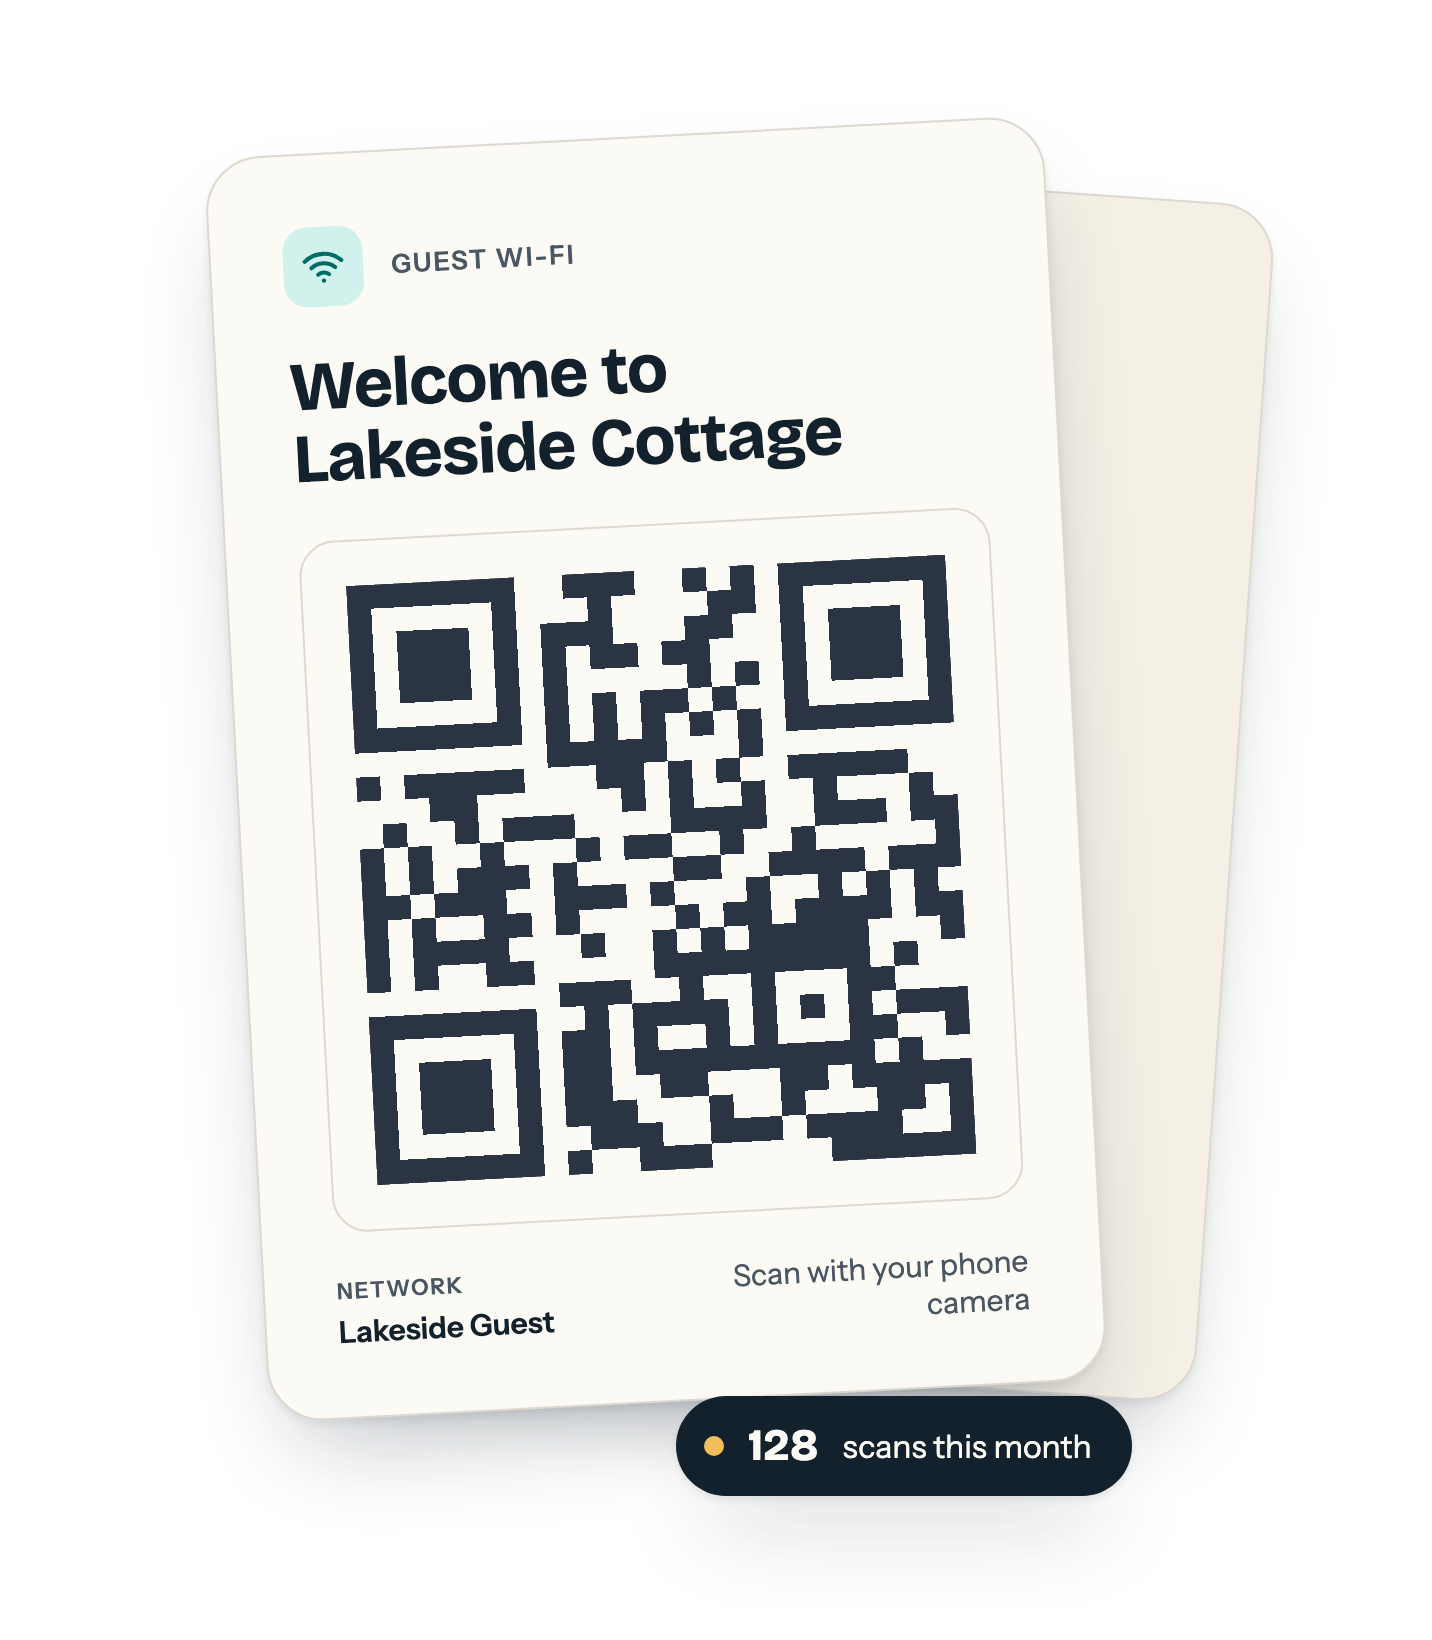 GUEST WI-FI
Welcome to
Lakeside Cottage
NETWORK
Lakeside Guest
Scan with your phone
camera
128 scans this month